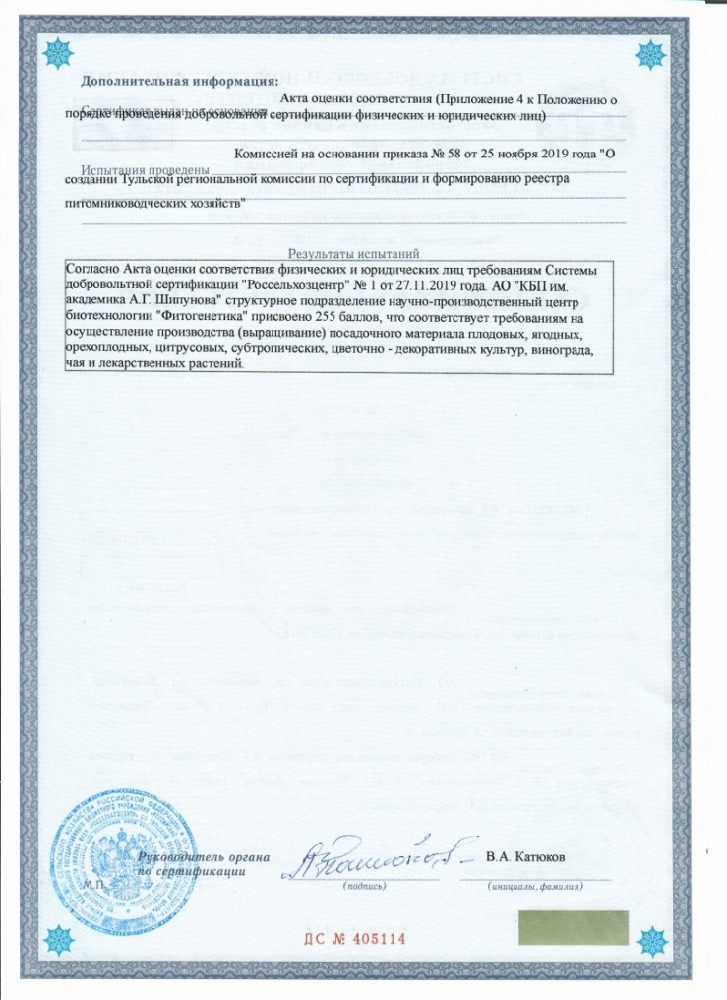 Дополнительная информация:
Сертификат выдан на основании Акта оценки соответствия (Приложение 4 к Положению о
порядке проведения добровольной сертификации физических и юридических лиц)
Испытания проведены Комиссией на основании приказа № 58 от 25 ноября 2019 года "О
создании Тульской региональной комиссии по сертификации и формированию реестра
питомниководческих хозяйств"
Результаты испытаний
Согласно Акта оценки соответствия физических и юридических лиц требованиям Системы
добровольтной сертификации "Россельхозцентр" № 1 от 27.11.2019 года. АО "КБП им.
академика А.Г. Шипунова" структурное подразделение научно-производственный центр
биотехнологии "Фитогенетика" присвоено 255 баллов, что соответствует требованиям на
осуществление производства (выращивание) посадочного материала плодовых, ягодных,
орехоплодных, цитрусовых, субтропических, цветочно - декоративных культур, винограда,
чая и лекарственных растений.
Руководитель органа
по сертификации
В.А. Катюков
М.П.
(подпись)
(инициалы, фамилия)
ДС № 405114